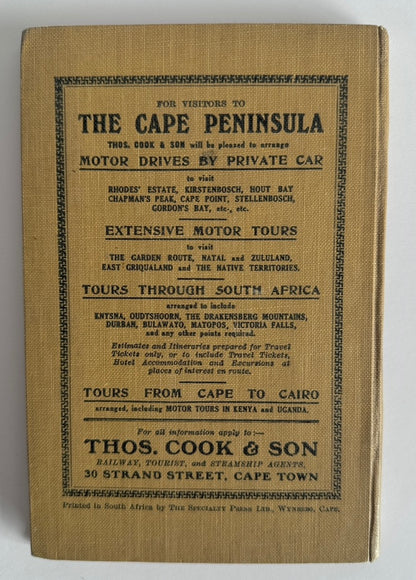 FOR VISITORS TO
THE CAPE PENINSULA
THOS. COOK & SON will be pleased to arrange
MOTOR DRIVES BY PRIVATE CAR
to visit
RHODES' ESTATE, KIRSTENBOSCH, HOUT BAY
CHAPMAN'S PEAK, CAPE POINT, STELLENBOSCH,
GORDON'S BAY, etc., etc.
EXTENSIVE MOTOR TOURS
to visit
THE GARDEN ROUTE, NATAL and ZULULAND,
EAST GRIQUALAND and THE NATIVE TERRITORIES.
TOURS THROUGH SOUTH AFRICA
arranged to include
KNYSNA, OUDTSHOORN, THE DRAKENSBERG MOUNTAINS,
DURBAN, BULAWAYO, MATOPOS, VICTORIA FALLS,
and any other points required.
Estimates and Itineraries prepared for Travel
Tickets only, or to include Travel Tickets,
Hotel Accommodation and Excursions at
places of interest en route.
TOURS FROM CAPE TO CAIRO
arranged, including MOTOR TOURS IN KENYA and UGANDA.
For all information apply to:—
THOS. COOK & SON
RAILWAY, TOURIST, and STEAMSHIP AGENTS,
30 STRAND STREET, CAPE TOWN
Printed in South Africa by THE SPECIALTY PRESS LTD., WYNBERG, CAPE.